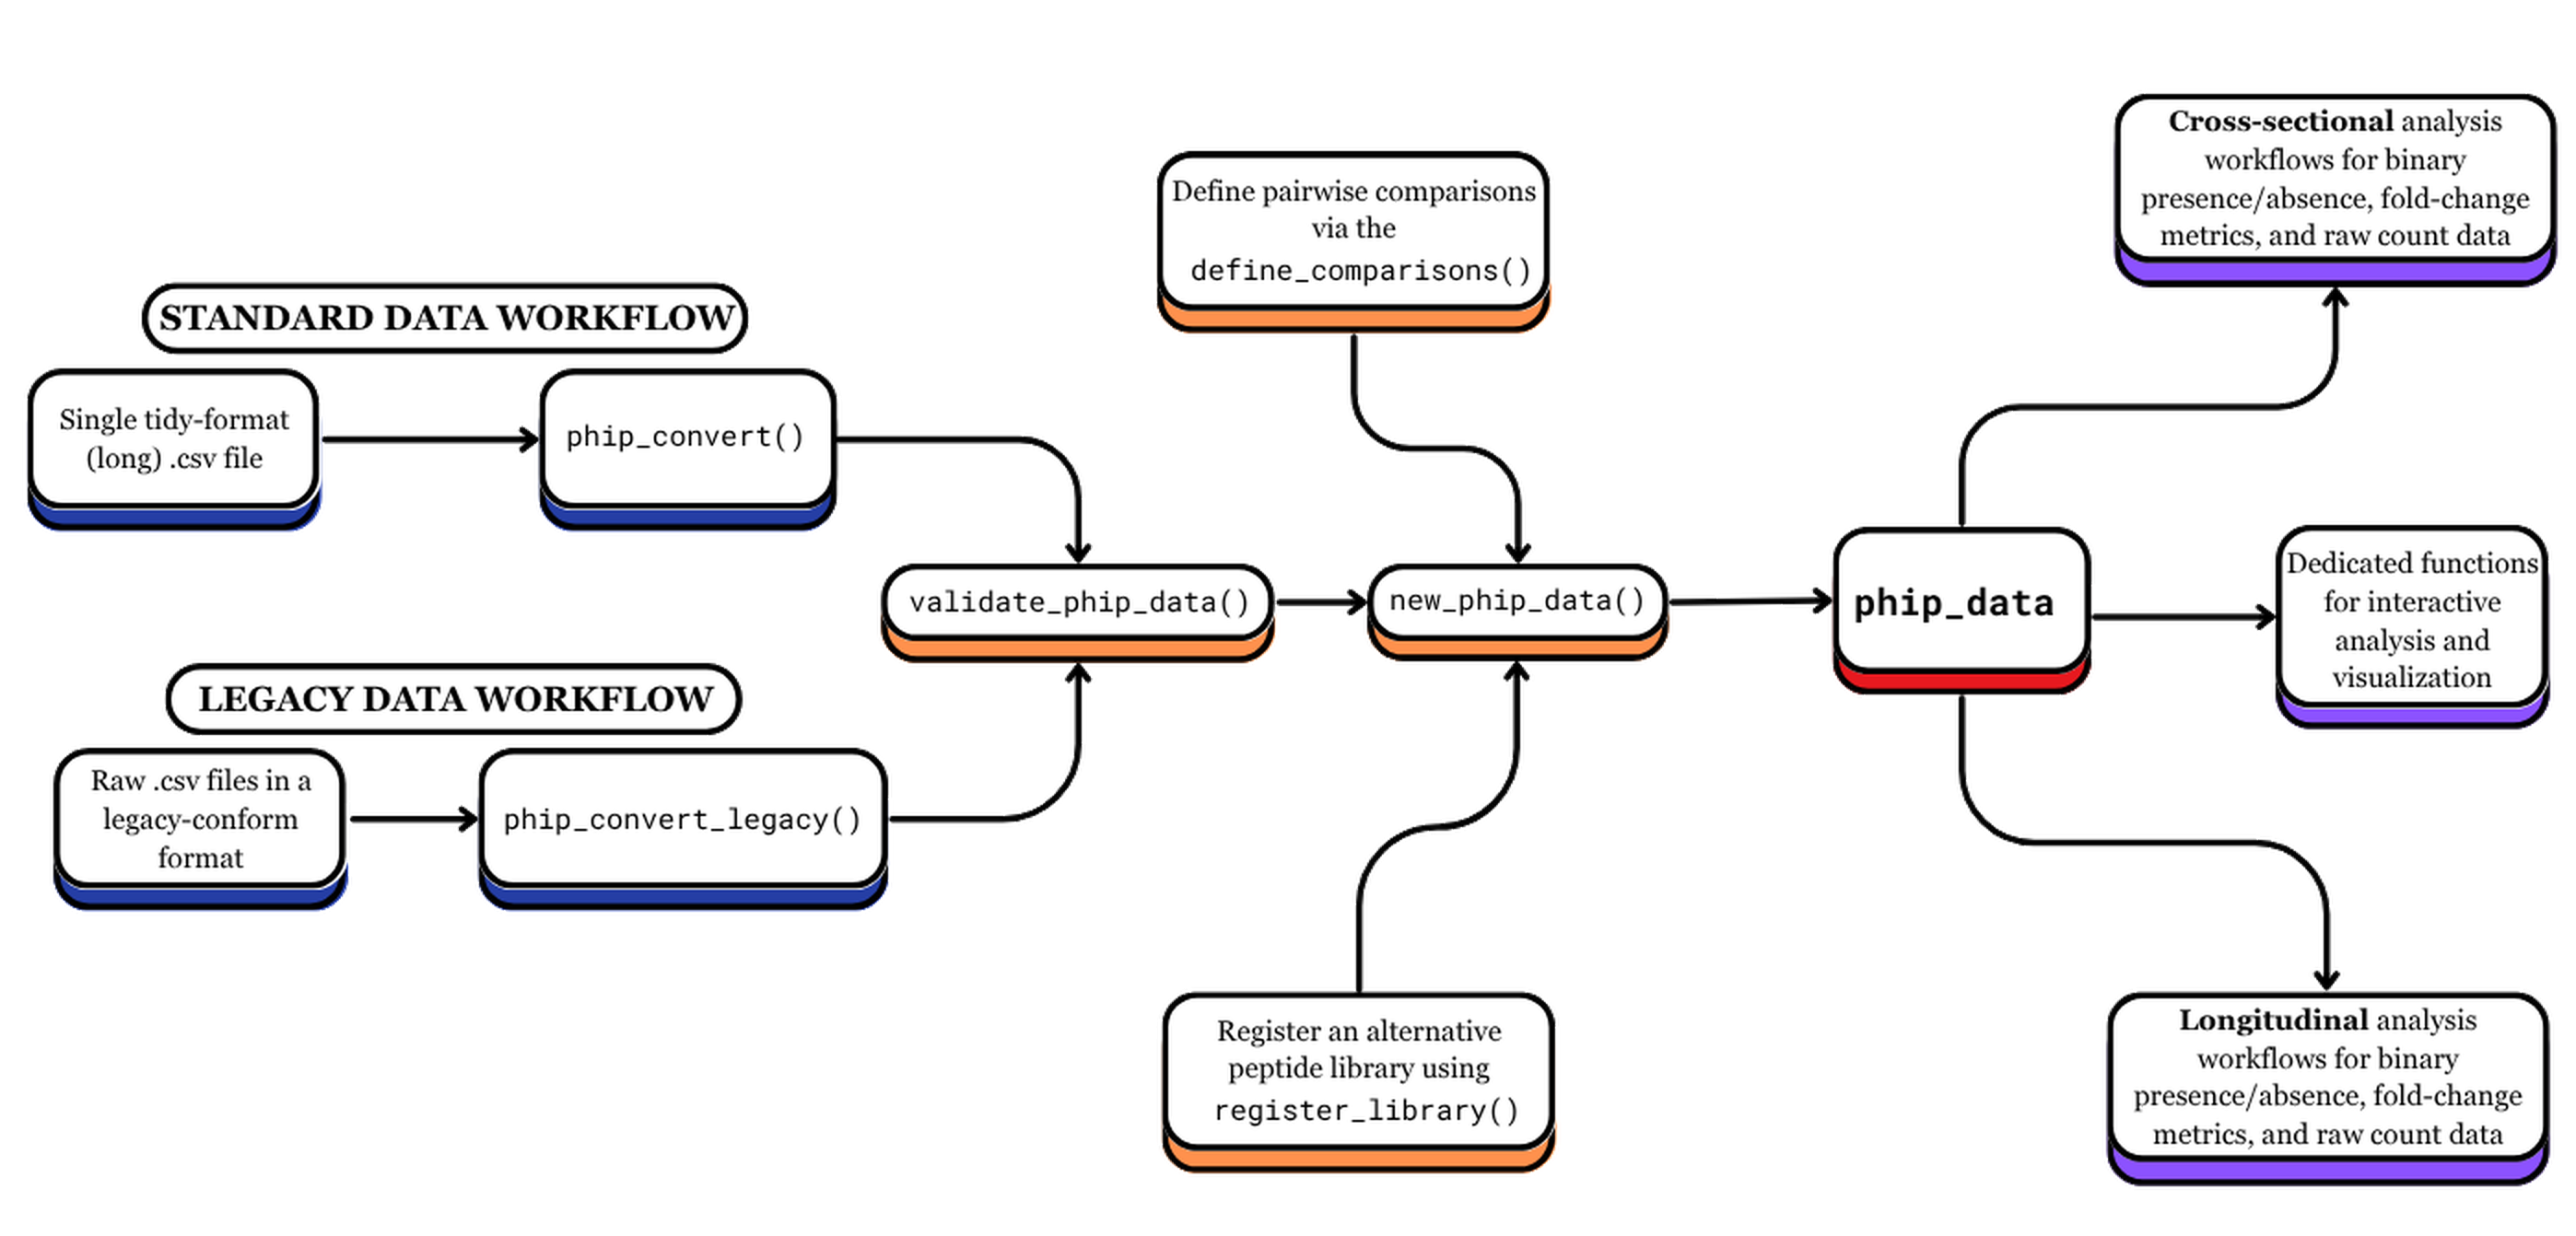 STANDARD DATA WORKFLOW
Single tidy-format
(long) .csv file
phip_convert()
LEGACY DATA WORKFLOW
Raw .csv files in a
legacy-conform
format
phip_convert_legacy()
validate_phip_data()
Define pairwise comparisons
via the
define_comparisons()
new_phip_data()
Register an alternative
peptide library using
register_library()
phip_data
Cross-sectional analysis
workflows for binary
presence/absence, fold-change
metrics, and raw count data
Dedicated functions
for interactive
analysis and
visualization
Longitudinal analysis
workflows for binary
presence/absence, fold-change
metrics, and raw count data